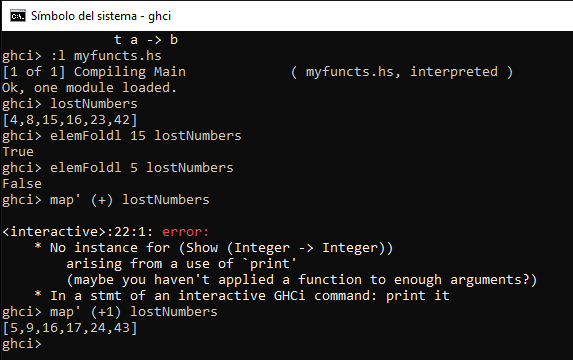 C:\.
Símbolo del sistema - ghci
t a -> b
ghci> :l myfuncts.hs
[1 of 1] Compiling Main             ( myfuncts.hs, interpreted )
Ok, one module loaded.
ghci> lostNumbers
[4,8,15,16,23,42]
ghci> elemFoldl 15 lostNumbers
True
ghci> elemFoldl 5 lostNumbers
False
ghci> map' (+) lostNumbers
<interactive>:22:1: error:
    * No instance for (Show (Integer -> Integer))
        arising from a use of `print'
        (maybe you haven't applied a function to enough arguments?)
    * In a stmt of an interactive GHCi command: print it
ghci> map' (+1) lostNumbers
[5,9,16,17,24,43]
ghci>